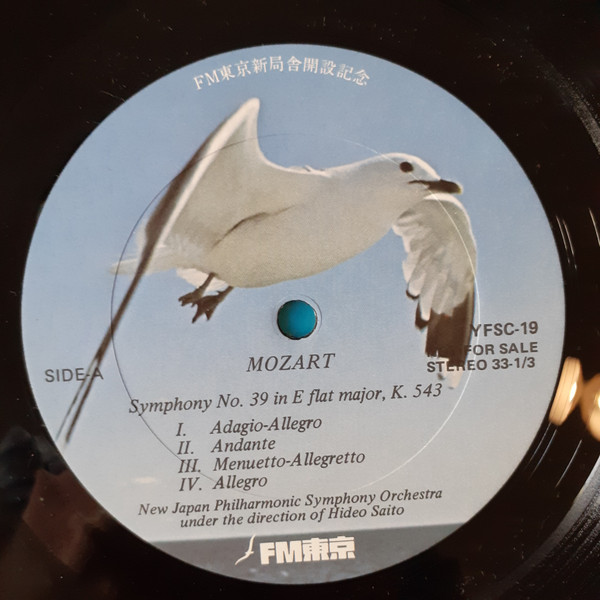 FM東京新局舎開設記念
YFSC-19
FOR SALE
SIDE-A
STEREO 33-1/3
MOZART
Symphony No. 39 in E flat major, K. 543
I. Adagio-Allegro
II. Andante
III. Menuetto-Allegretto
IV. Allegro
New Japan Philharmonic Symphony Orchestra
under the direction of Hideo Saito
FM東京